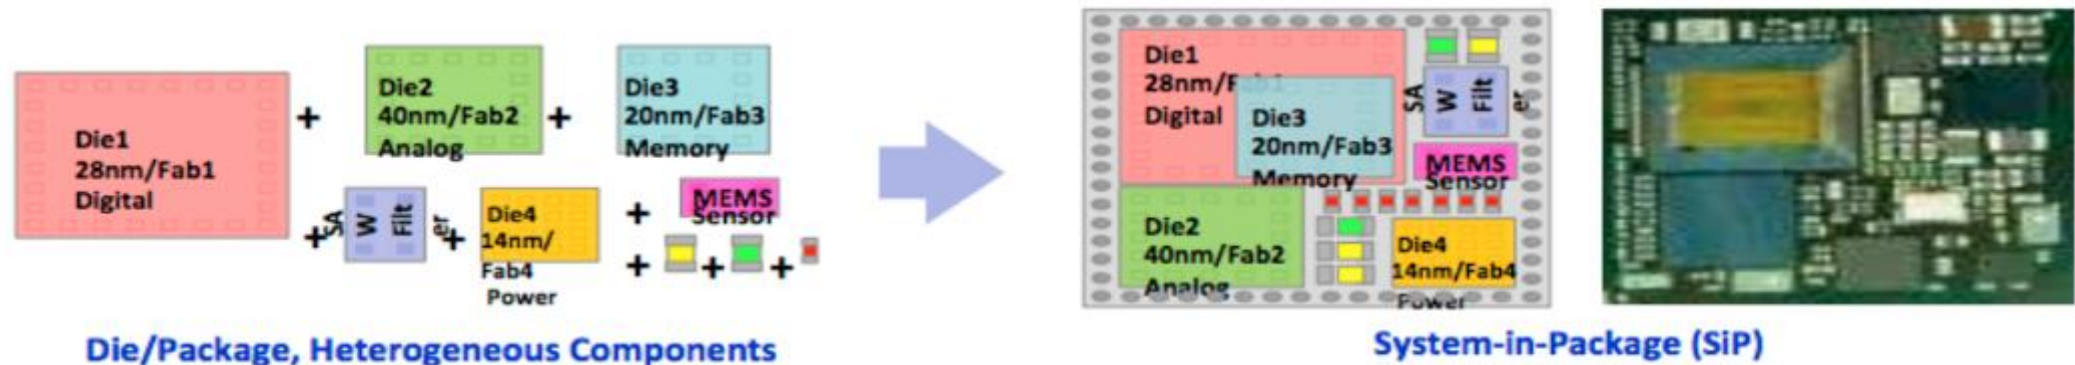 Die1
28nm/Fab1
Digital
+
Die2
40nm/Fab2
Analog
+
Die3
20nm/Fab3
Memory
+
SA
W
Filt
er
+
Die4
14nm/
Fab4
Power
+
MEMS
Sensor
+
+
+
Die/Package, Heterogeneous Components
Die1
28nm/Fab1
Digital
Die3
20nm/Fab3
Memory
SA
W
Filt
er
MEMS
Sensor
Die2
40nm/Fab2
Analog
Die4
14nm/Fab4
Power
System-in-Package (SiP)